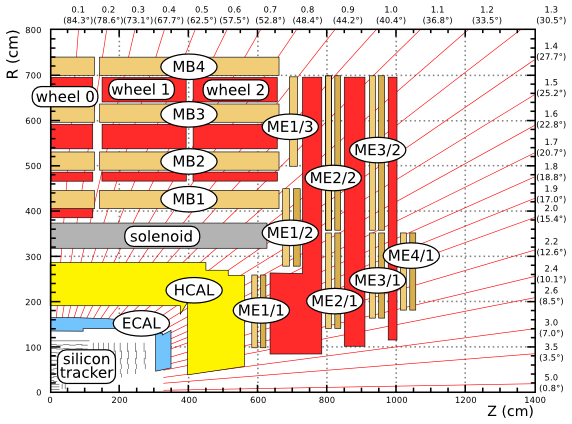 0.1 0.2 0.3 0.4 0.5 0.6 0.7 0.8 0.9 1.0 1.1 1.2 1.3
(84.3°) (78.6°) (73.1°) (67.7°) (62.5°) (57.5°) (52.8°) (48.4°) (44.2°) (40.4°) (36.8°) (33.5°) (30.5°)
R (cm)
800
700
600
500
400
300
200
100
0
1.4
(27.7°)
1.5
(25.2°)
1.6
(22.8°)
1.7
(20.7°)
1.8
(18.8°)
1.9
(17.0°)
2.0
(15.4°)
2.2
(12.6°)
2.4
(10.1°)
2.6
(8.5°)
3.0
(7.0°)
3.5
(3.5°)
5.0
(0.8°)
MB4
wheel 0
wheel 1
wheel 2
MB3
ME1/3
MB2
ME3/2
ME2/2
MB1
solenoid
ME1/2
ME4/1
HCAL
ME3/1
ME2/1
ME1/1
ECAL
silicon
tracker
0 200 400 600 800 1000 1200 1400
Z (cm)